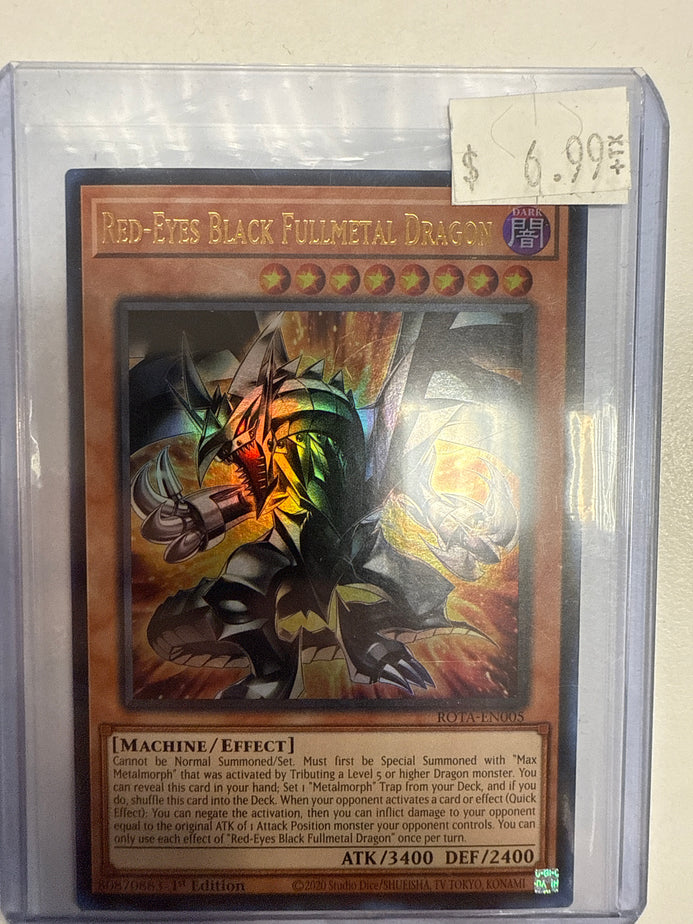 $ 6.99 +TX
RED-EYES BLACK FULLMETAL DRAGON
DARK
闇
ROTA-EN005
[MACHINE/EFFECT]
Cannot be Normal Summoned/Set. Must first be Special Summoned with "Max
Metalmorph" that was activated by Tributing a Level 5 or higher Dragon monster. You
can reveal this card in your hand; Set 1 "Metalmorph" Trap from your Deck, and if you
do, shuffle this card into the Deck. When your opponent activates a card or effect (Quick
Effect): You can negate the activation, then you can inflict damage to your opponent
equal to the original ATK of 1 Attack Position monster your opponent controls. You can
only use each effect of "Red-Eyes Black Fullmetal Dragon" once per turn.
ATK/3400 DEF/2400
80870883 1st Edition
©2020 Studio Dice/SHUEISHA, TV TOKYO, KONAMI